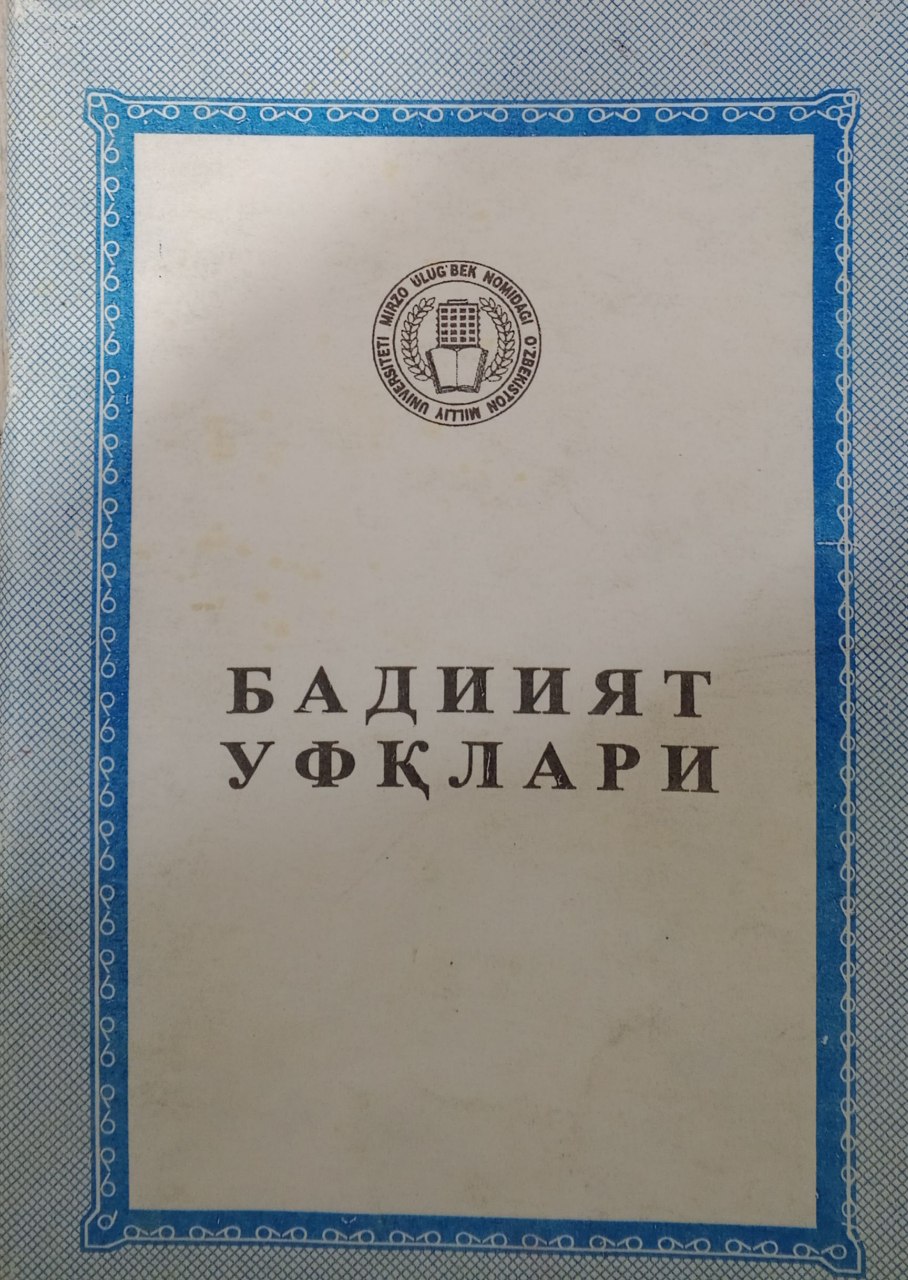 MIRZO ULUG'BEK NOMIDAGI O'ZBEKISTON MILLIY UNIVERSITETI
БАДИИЯТ
УФҚЛАРИ